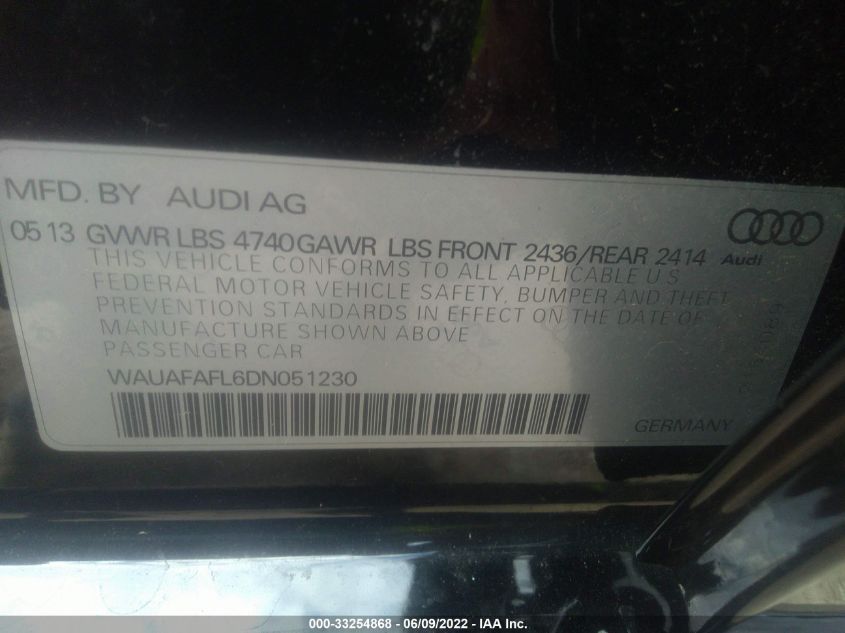 MFD. BY AUDI AG
05 13 GVWR LBS 4740 GAWR LBS FRONT 2436/REAR 2414
Audi
THIS VEHICLE CONFORMS TO ALL APPLICABLE U S
FEDERAL MOTOR VEHICLE SAFETY, BUMPER AND THEFT
PREVENTION STANDARDS IN EFFECT ON THE DATE OF
MANUFACTURE SHOWN ABOVE
PASSENGER CAR
WAUAFAFL6DN051230
GERMANY
000-33254868 - 06/09/2022 - IAA Inc.